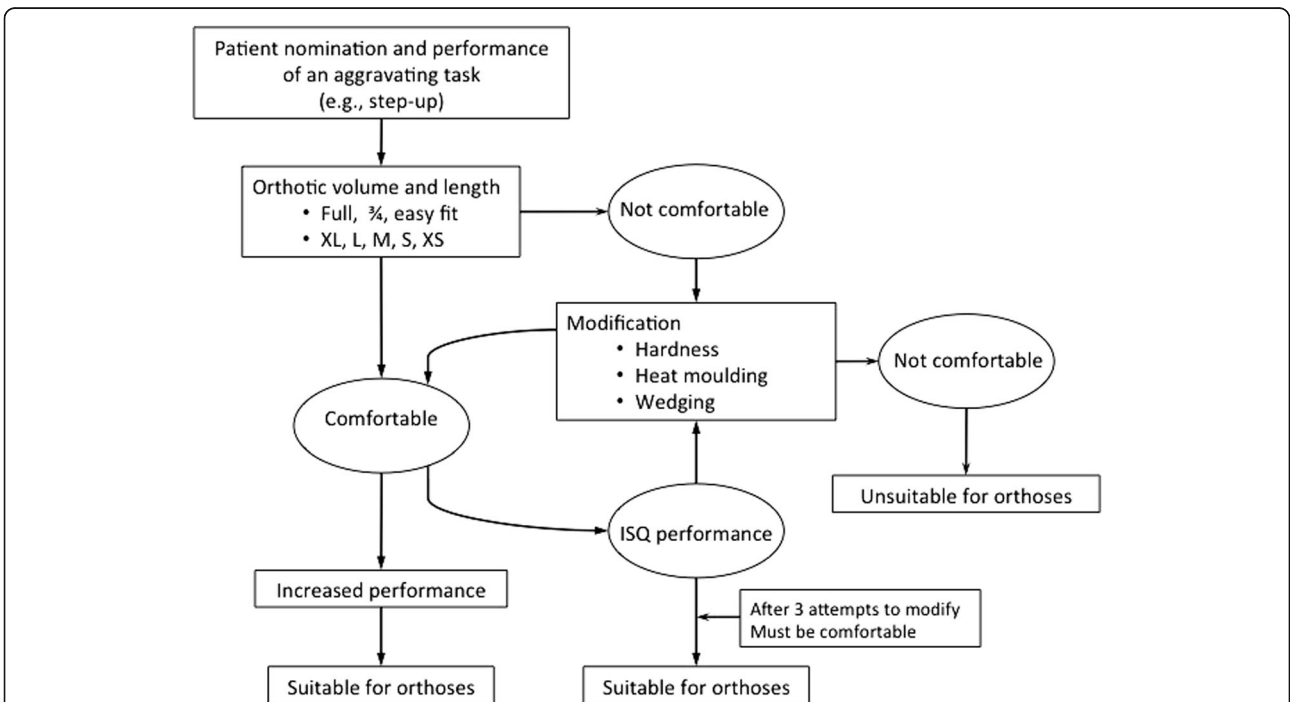 Patient nomination and performance
of an aggravating task
(e.g., step-up)
Orthotic volume and length
• Full, ¾, easy fit
• XL, L, M, S, XS
Not comfortable
Modification
• Hardness
• Heat moulding
• Wedging
Not comfortable
Comfortable
Unsuitable for orthoses
ISQ performance
Increased performance
After 3 attempts to modify
Must be comfortable
Suitable for orthoses
Suitable for orthoses